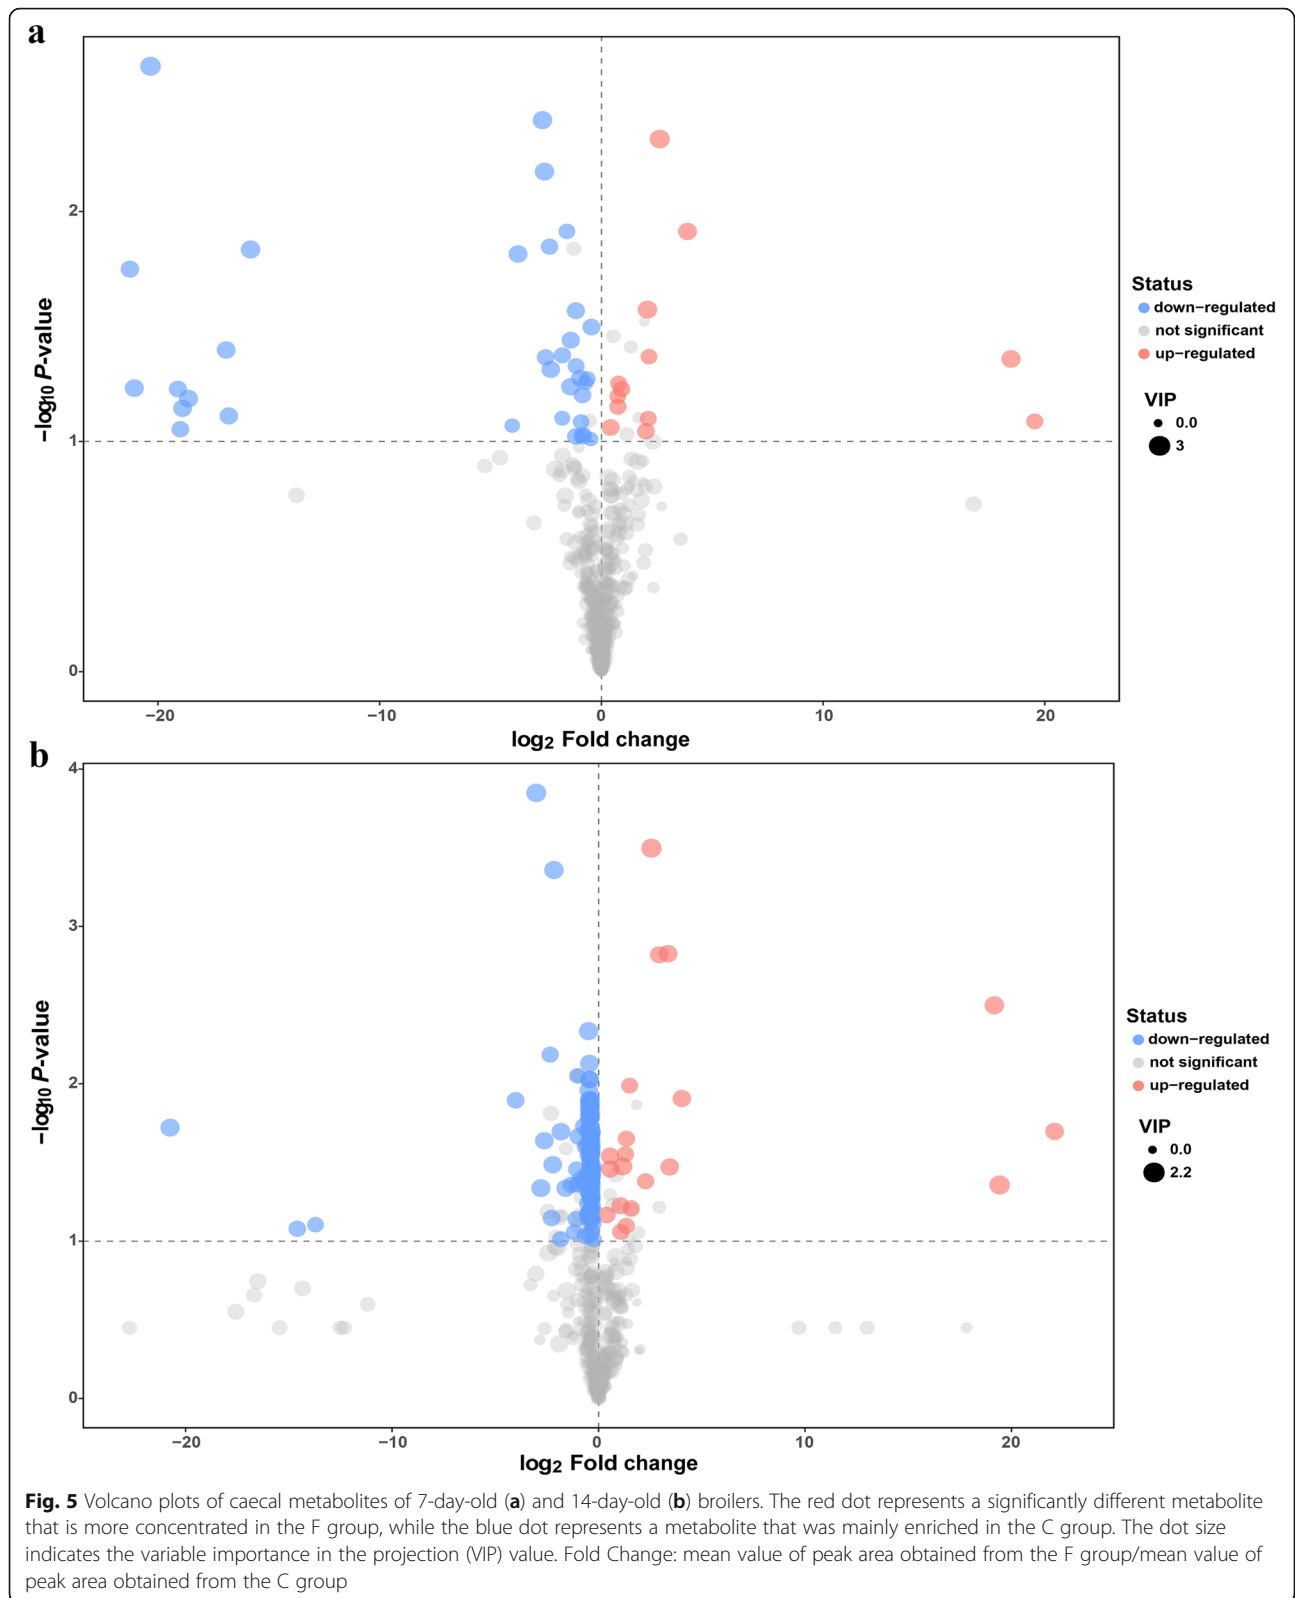 a
2
1
0
−log10 P-value
−20
−10
0
10
20
log2 Fold change
Status
down−regulated
not significant
up−regulated
VIP
0.0
3
b
4
3
2
1
0
−log10 P-value
−20
−10
0
10
20
log2 Fold change
Status
down−regulated
not significant
up−regulated
VIP
0.0
2.2
Fig. 5 Volcano plots of caecal metabolites of 7-day-old (a) and 14-day-old (b) broilers. The red dot represents a significantly different metabolite
that is more concentrated in the F group, while the blue dot represents a metabolite that was mainly enriched in the C group. The dot size
indicates the variable importance in the projection (VIP) value. Fold Change: mean value of peak area obtained from the F group/mean value of
peak area obtained from the C group